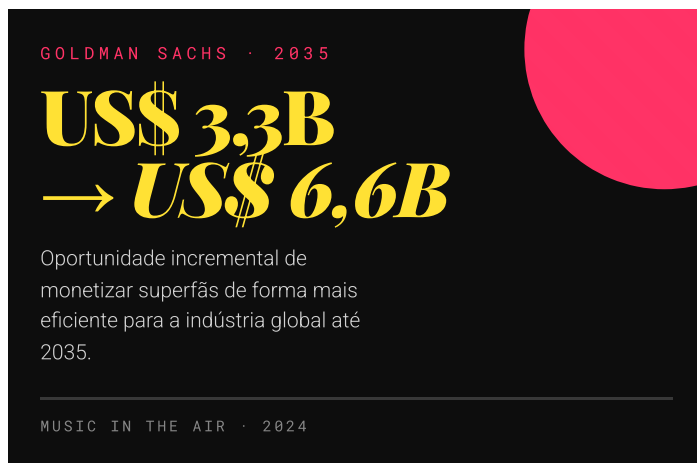 GOLDMAN SACHS · 2035
US$ 3,3B
→ US$ 6,6B
Oportunidade incremental de
monetizar superfãs de forma mais
eficiente para a indústria global até
2035.
MUSIC IN THE AIR · 2024